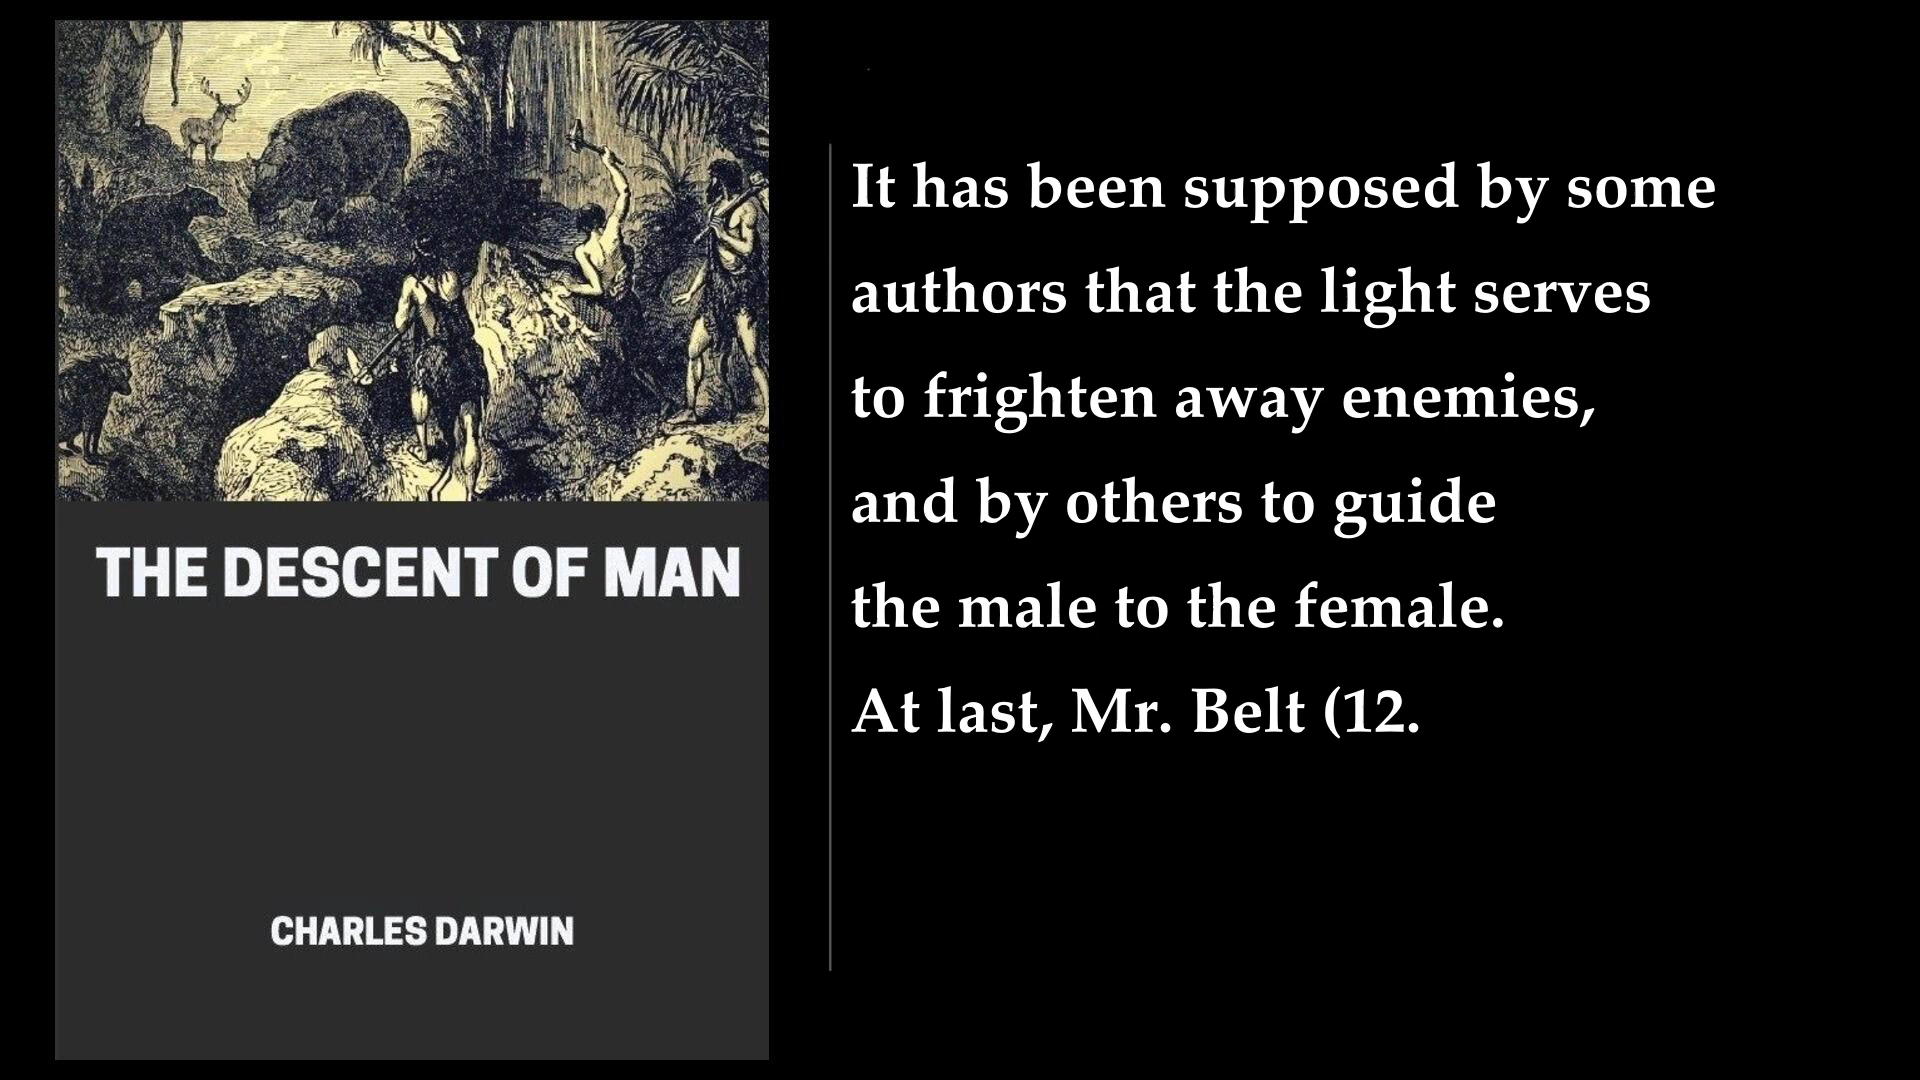 THE DESCENT OF MAN
CHARLES DARWIN
It has been supposed by some
authors that the light serves
to frighten away enemies,
and by others to guide
the male to the female.
At last, Mr. Belt (12.